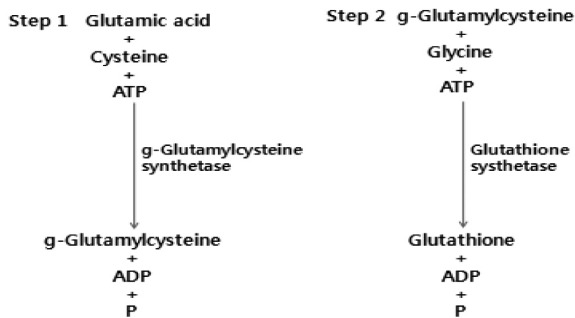 Step 1 Glutamic acid
+
Cysteine
+
ATP
g-Glutamylcysteine
synthetase
g-Glutamylcysteine
+
ADP
+
P
Step 2 g-Glutamylcysteine
+
Glycine
+
ATP
Glutathione
systhetase
Glutathione
+
ADP
+
P